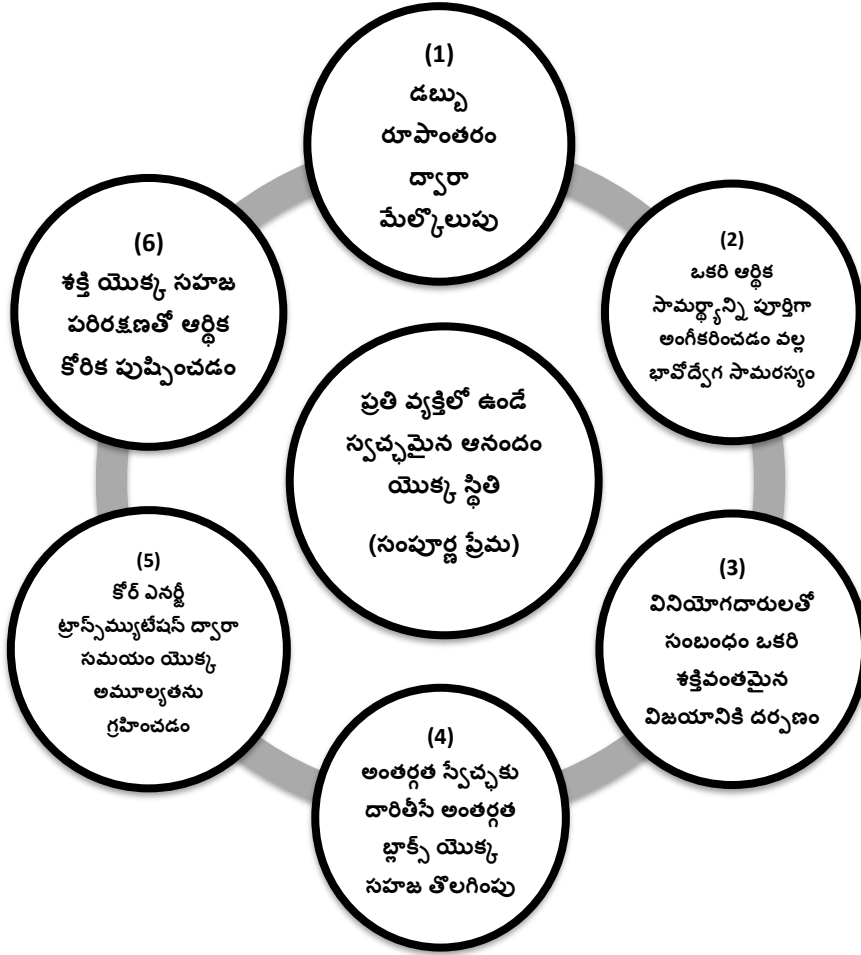 (1)
డబ్బు
రూపాంతరం
ద్వారా
మేల్కొలుపు
(2)
ఒకరి ఆర్థిక
సామర్థ్యాన్ని పూర్తిగా
అంగీకరించడం వల్ల
భావోద్వేగ సామరస్యం
(3)
వినియోగదారులతో
సంబంధం ఒకరి
శక్తివంతమైన
విజయానికి దర్పణం
(4)
అంతర్గత స్వేచ్ఛకు
దారితీసే అంతర్గత
బ్లాక్స్ యొక్క
సహజ తొలగింపు
(5)
కోర్ ఎనర్జీ
ట్రాన్స్‌మ్యుటేషన్ ద్వారా
సమయం యొక్క
అమూల్యతను
గ్రహించడం
(6)
శక్తి యొక్క సహజ
పరిరక్షణతో ఆర్థిక
కోరిక పుష్పించడం
ప్రతి వ్యక్తిలో ఉండే
స్వచ్ఛమైన ఆనందం
యొక్క స్థితి
(సంపూర్ణ ప్రేమ)